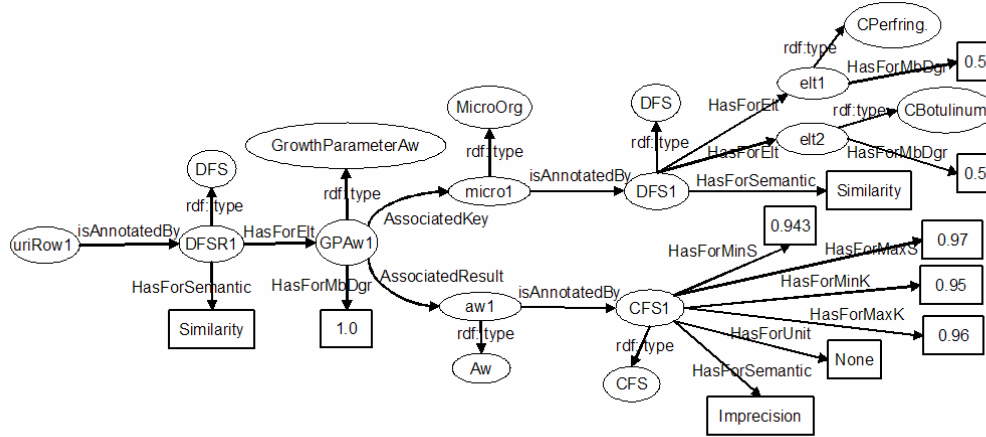 CPerfring.
rdf:type
HasForMbDgr
0.5
elt1
MicroOrg
DFS
HasForElt
rdf:type
CBotulinum
GrowthParameterAw
rdf:type
rdf:type
HasForElt
elt2
HasForMbDgr
0.5
DFS
rdf:type
rdf:type
micro1
isAnnotatedBy
DFS1
HasForSemantic
Similarity
AssociatedKey
uriRow1
isAnnotatedBy
DFSR1
HasForElt
GPAw1
0.943
HasForMinS
HasForMaxS
0.97
HasForSemantic
HasForMbDgr
AssociatedResult
isAnnotatedBy
HasForMinK
0.95
Similarity
1.0
aw1
CFS1
HasForMaxK
0.96
rdf:type
rdf:type
HasForUnit
None
Aw
CFS
HasForSemantic
Imprecision